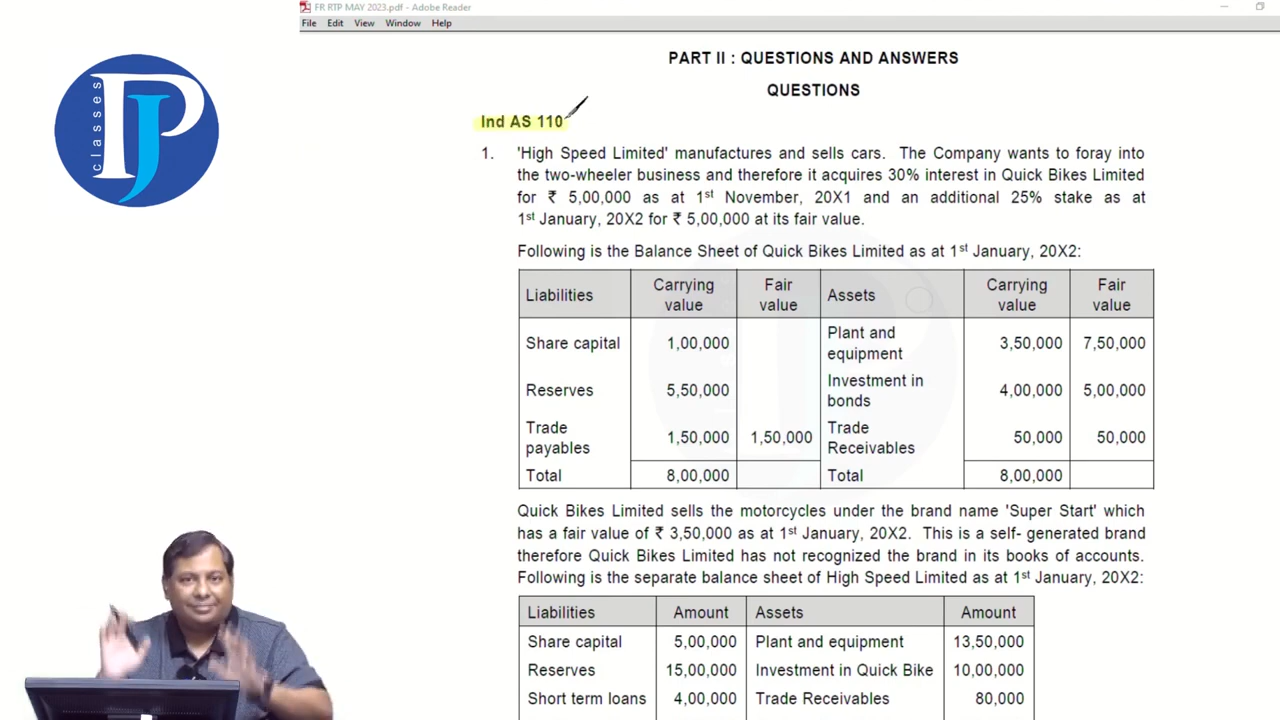 FR RTP MAY 2023.pdf - Adobe Reader
File Edit View Window Help
classes
PJ
PART II : QUESTIONS AND ANSWERS
QUESTIONS
Ind AS 110
1. 'High Speed Limited' manufactures and sells cars. The Company wants to foray into
the two-wheeler business and therefore it acquires 30% interest in Quick Bikes Limited
for ₹ 5,00,000 as at 1st November, 20X1 and an additional 25% stake as at
1st January, 20X2 for ₹ 5,00,000 at its fair value.
Following is the Balance Sheet of Quick Bikes Limited as at 1st January, 20X2:
Liabilities Carrying value Fair value Assets Carrying value Fair value
Share capital 1,00,000 Plant and equipment 3,50,000 7,50,000
Reserves 5,50,000 Investment in bonds 4,00,000 5,00,000
Trade payables 1,50,000 1,50,000 Trade Receivables 50,000 50,000
Total 8,00,000 Total 8,00,000
Quick Bikes Limited sells the motorcycles under the brand name 'Super Start' which
has a fair value of ₹ 3,50,000 as at 1st January, 20X2. This is a self- generated brand
therefore Quick Bikes Limited has not recognized the brand in its books of accounts.
Following is the separate balance sheet of High Speed Limited as at 1st January, 20X2:
Liabilities Amount Assets Amount
Share capital 5,00,000 Plant and equipment 13,50,000
Reserves 15,00,000 Investment in Quick Bike 10,00,000
Short term loans 4,00,000 Trade Receivables 80,000